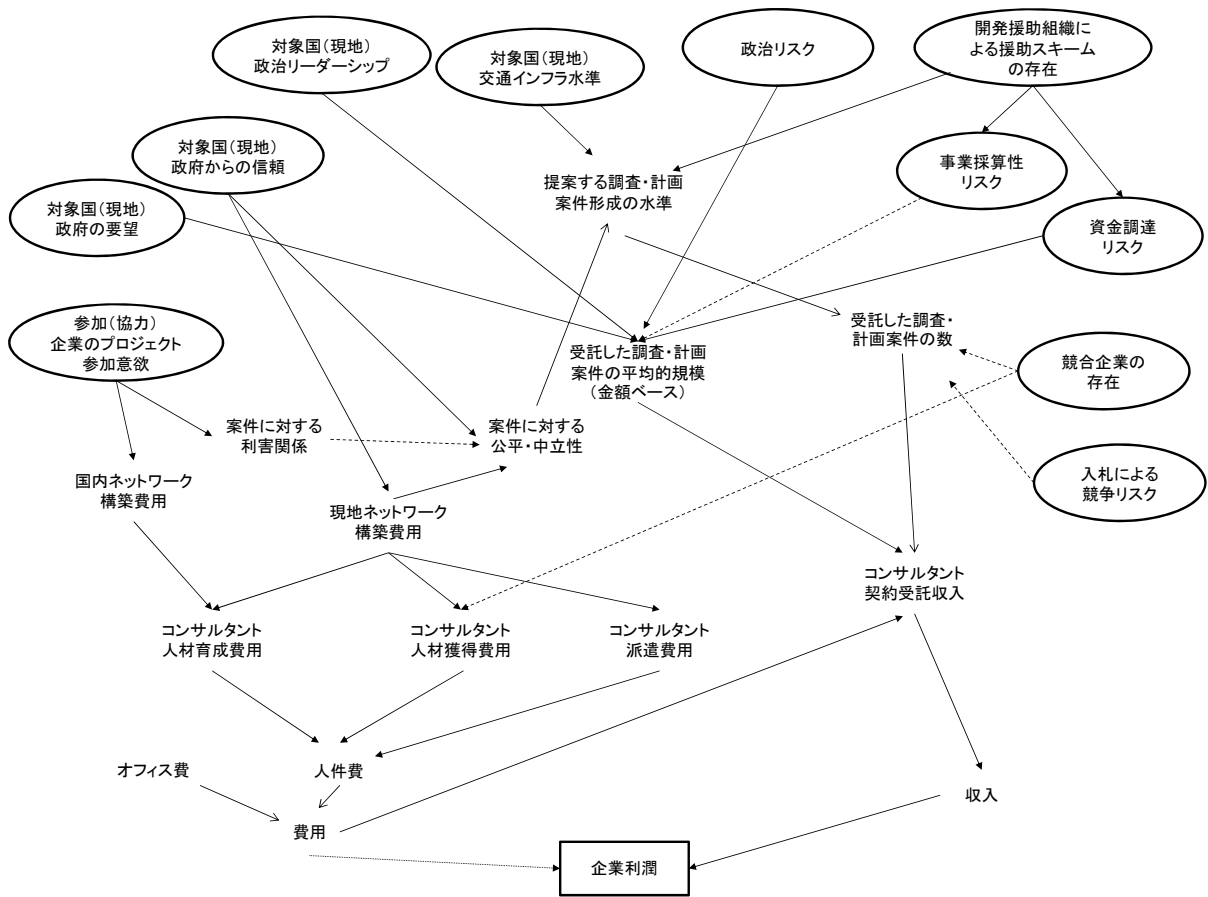 対象国（現地）
政治リーダーシップ
対象国（現地）
交通インフラ水準
政治リスク
開発援助組織に
よる援助スキーム
の存在
対象国（現地）
政府からの信頼
事業採算性
リスク
提案する調査・計画
案件形成の水準
対象国（現地）
政府の要望
資金調達
リスク
参加（協力）
企業のプロジェクト
参加意欲
受託した調査・計画
案件の平均的規模
（金額ベース）
受託した調査・
計画案件の数
競合企業の
存在
案件に対する
利害関係
案件に対する
公平・中立性
国内ネットワーク
構築費用
入札による
競争リスク
現地ネットワーク
構築費用
コンサルタント
契約受託収入
コンサルタント
人材育成費用
コンサルタント
人材獲得費用
コンサルタント
派遣費用
オフィス費
人件費
収入
費用
企業利潤